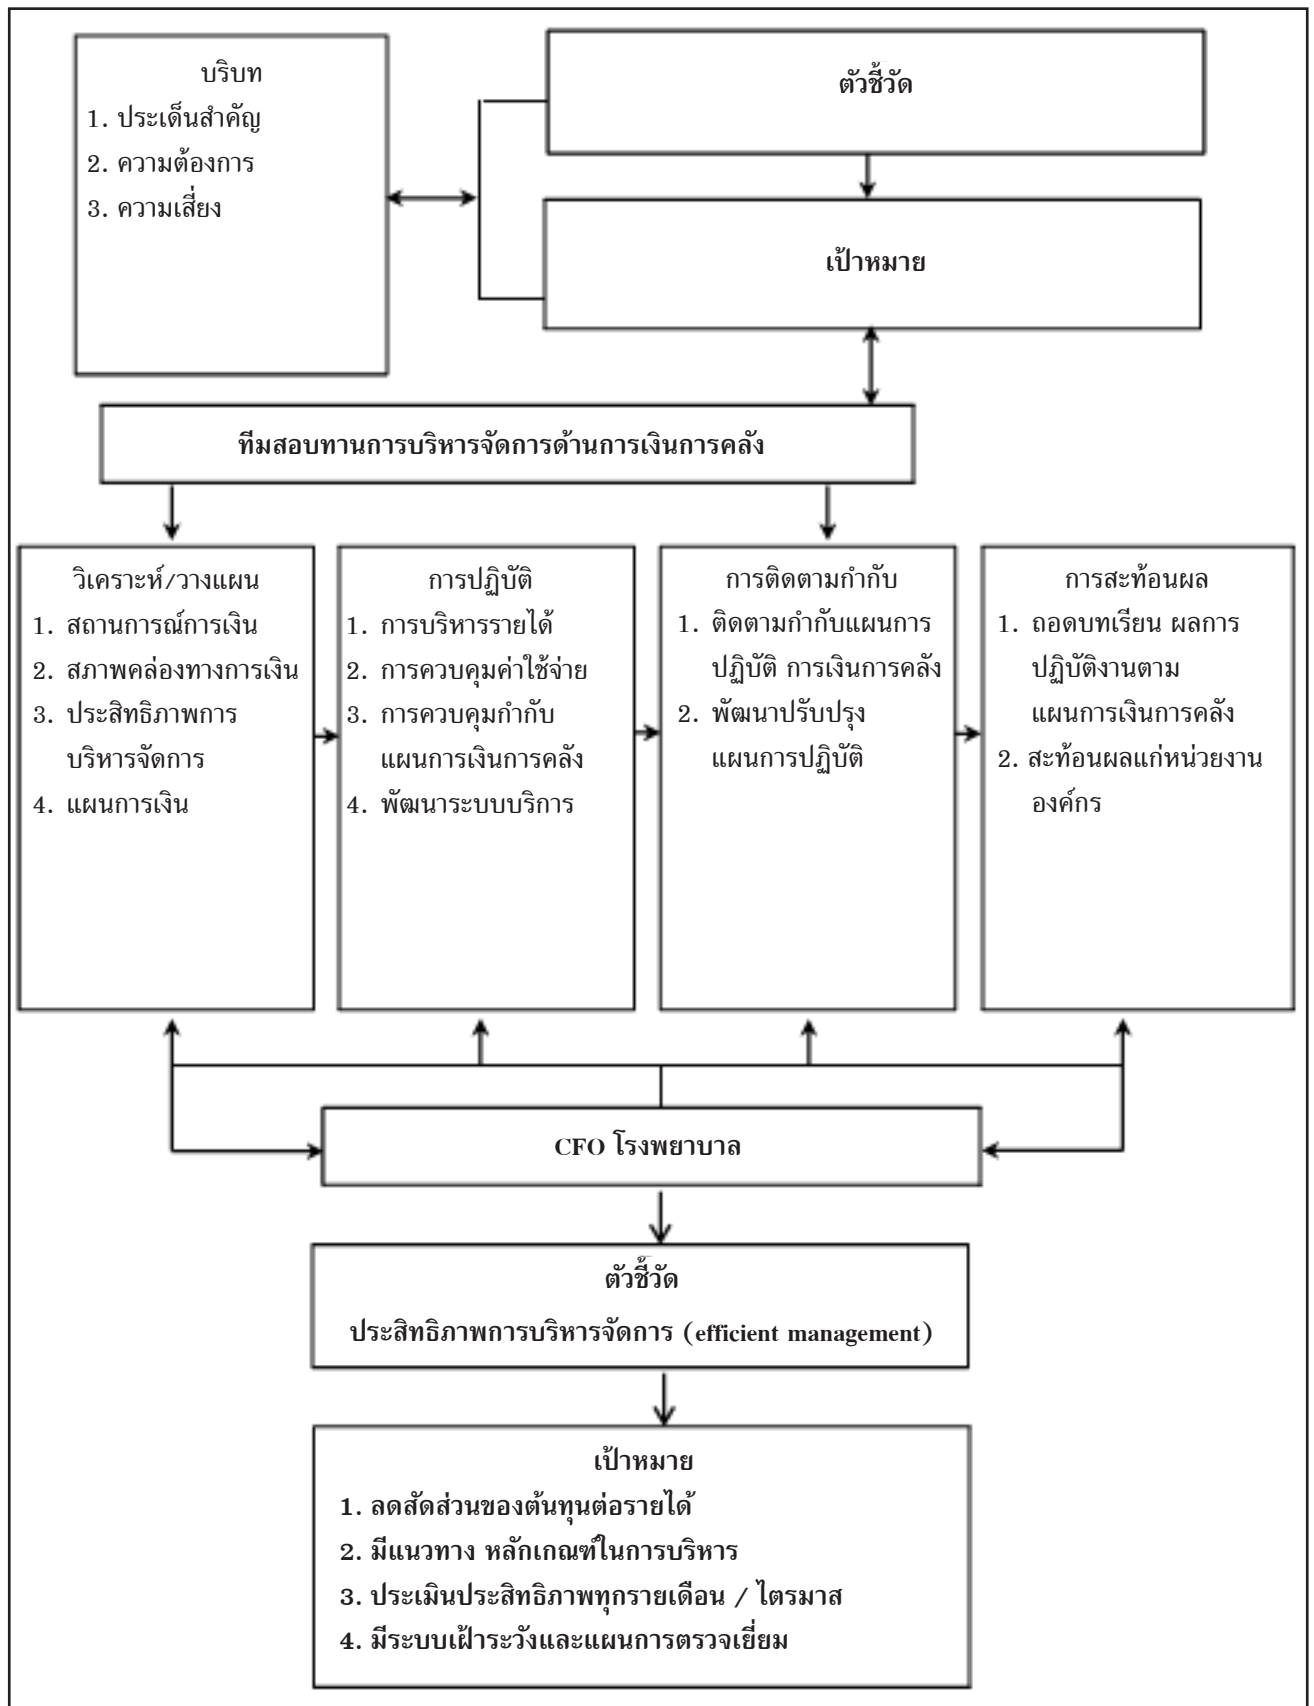 บริบท
1. ประเด็นสำคัญ
2. ความต้องการ
3. ความเสี่ยง
ตัวชี้วัด
เป้าหมาย
ทีมสอบทานการบริหารจัดการด้านการเงินการคลัง
วิเคราะห์/วางแผน
1. สถานการณ์การเงิน
2. สภาพคล่องทางการเงิน
3. ประสิทธิภาพการ
บริหารจัดการ
4. แผนการเงิน
การปฏิบัติ
1. การบริหารรายได้
2. การควบคุมค่าใช้จ่าย
3. การควบคุมกำกับ
แผนการเงินการคลัง
4. พัฒนาระบบบริการ
การติดตามกำกับ
1. ติดตามกำกับแผนการ
ปฏิบัติ การเงินการคลัง
2. พัฒนาปรับปรุง
แผนการปฏิบัติ
การสะท้อนผล
1. ถอดบทเรียน ผลการ
ปฏิบัติงานตาม
แผนการเงินการคลัง
2. สะท้อนผลแก่หน่วยงาน
องค์กร
CFO โรงพยาบาล
ตัวชี้วัด
ประสิทธิภาพการบริหารจัดการ (efficient management)
เป้าหมาย
1. ลดสัดส่วนของต้นทุนต่อรายได้
2. มีแนวทาง หลักเกณฑ์ในการบริหาร
3. ประเมินประสิทธิภาพทุกรายเดือน / ไตรมาส
4. มีระบบเฝ้าระวังและแผนการตรวจเยี่ยม